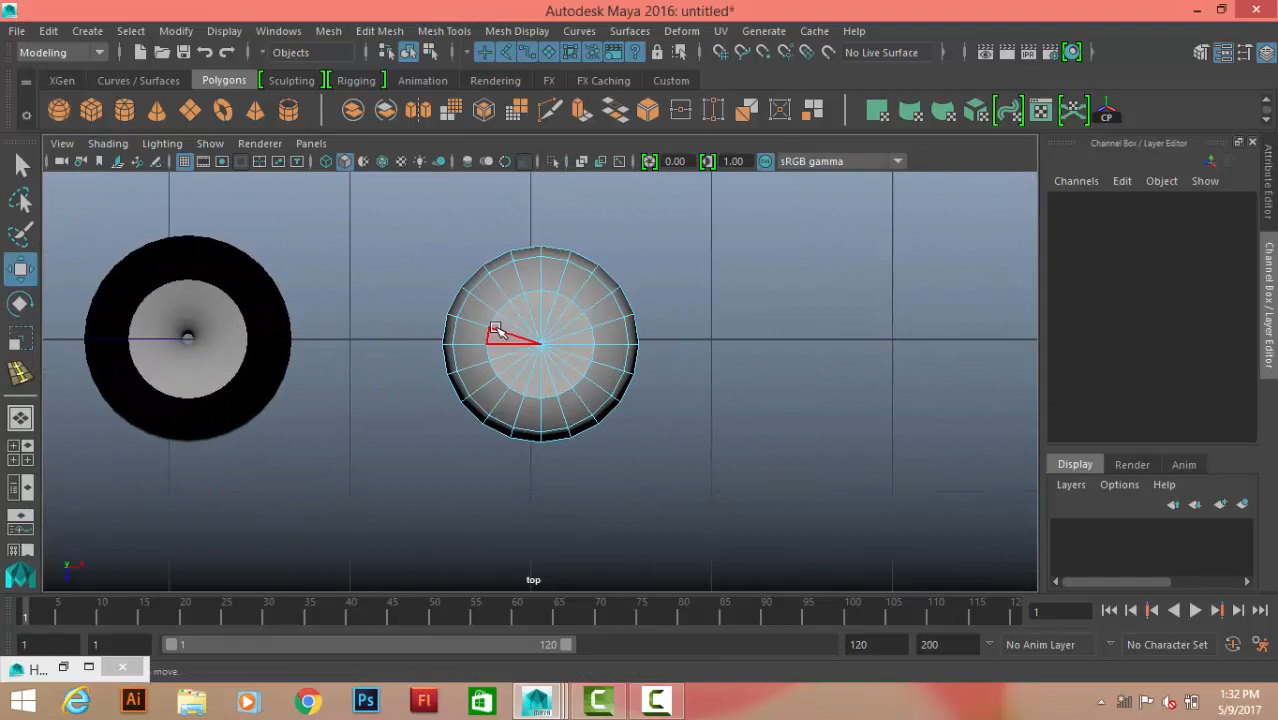 Autodesk Maya 2016: untitled*
File Edit Create Select Modify Display Windows Mesh Edit Mesh Mesh Tools Mesh Display Curves Surfaces Deform UV Generate Cache Help
Modeling Objects No Live Surface
XGen Curves / Surfaces Polygons Sculpting Rigging Animation Rendering FX FX Caching Custom
CP
View Shading Lighting Show Renderer Panels
0.00 1.00 sRGB gamma
Channel Box / Layer Editor
Channels Edit Object Show
Attribute Editor
Channel Box / Layer Editor
Display Render Anim
Layers Options Help
y x
top
5 10 15 20 25 30 35 40 45 50 55 60 65 70 75 80 85 90 95 100 105 110 115 12
1 1
1 1 1 120 120 200 No Anim Layer No Character Set
H... move.
Ai Ps Fl MAYA C C
1:32 PM
5/9/2017